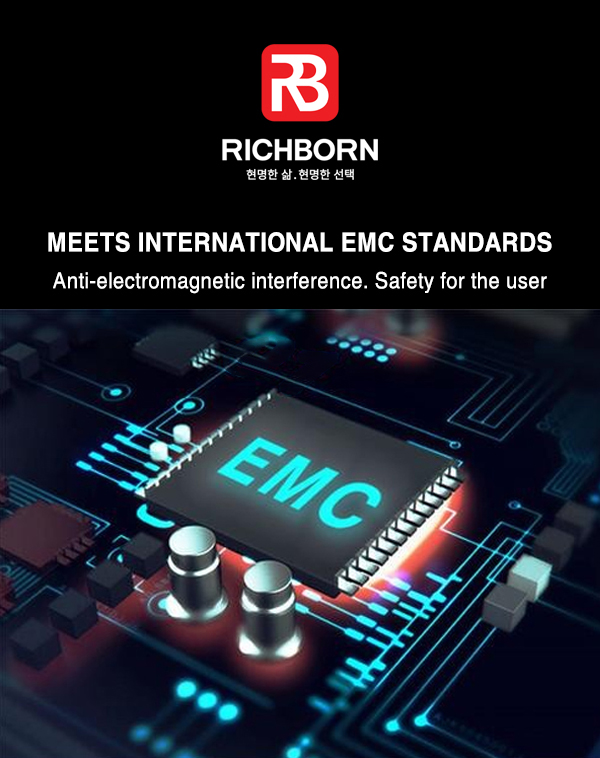 RB
RICHBORN
현명한 삶.현명한 선택
MEETS INTERNATIONAL EMC STANDARDS
Anti-electromagnetic interference. Safety for the user
EMC